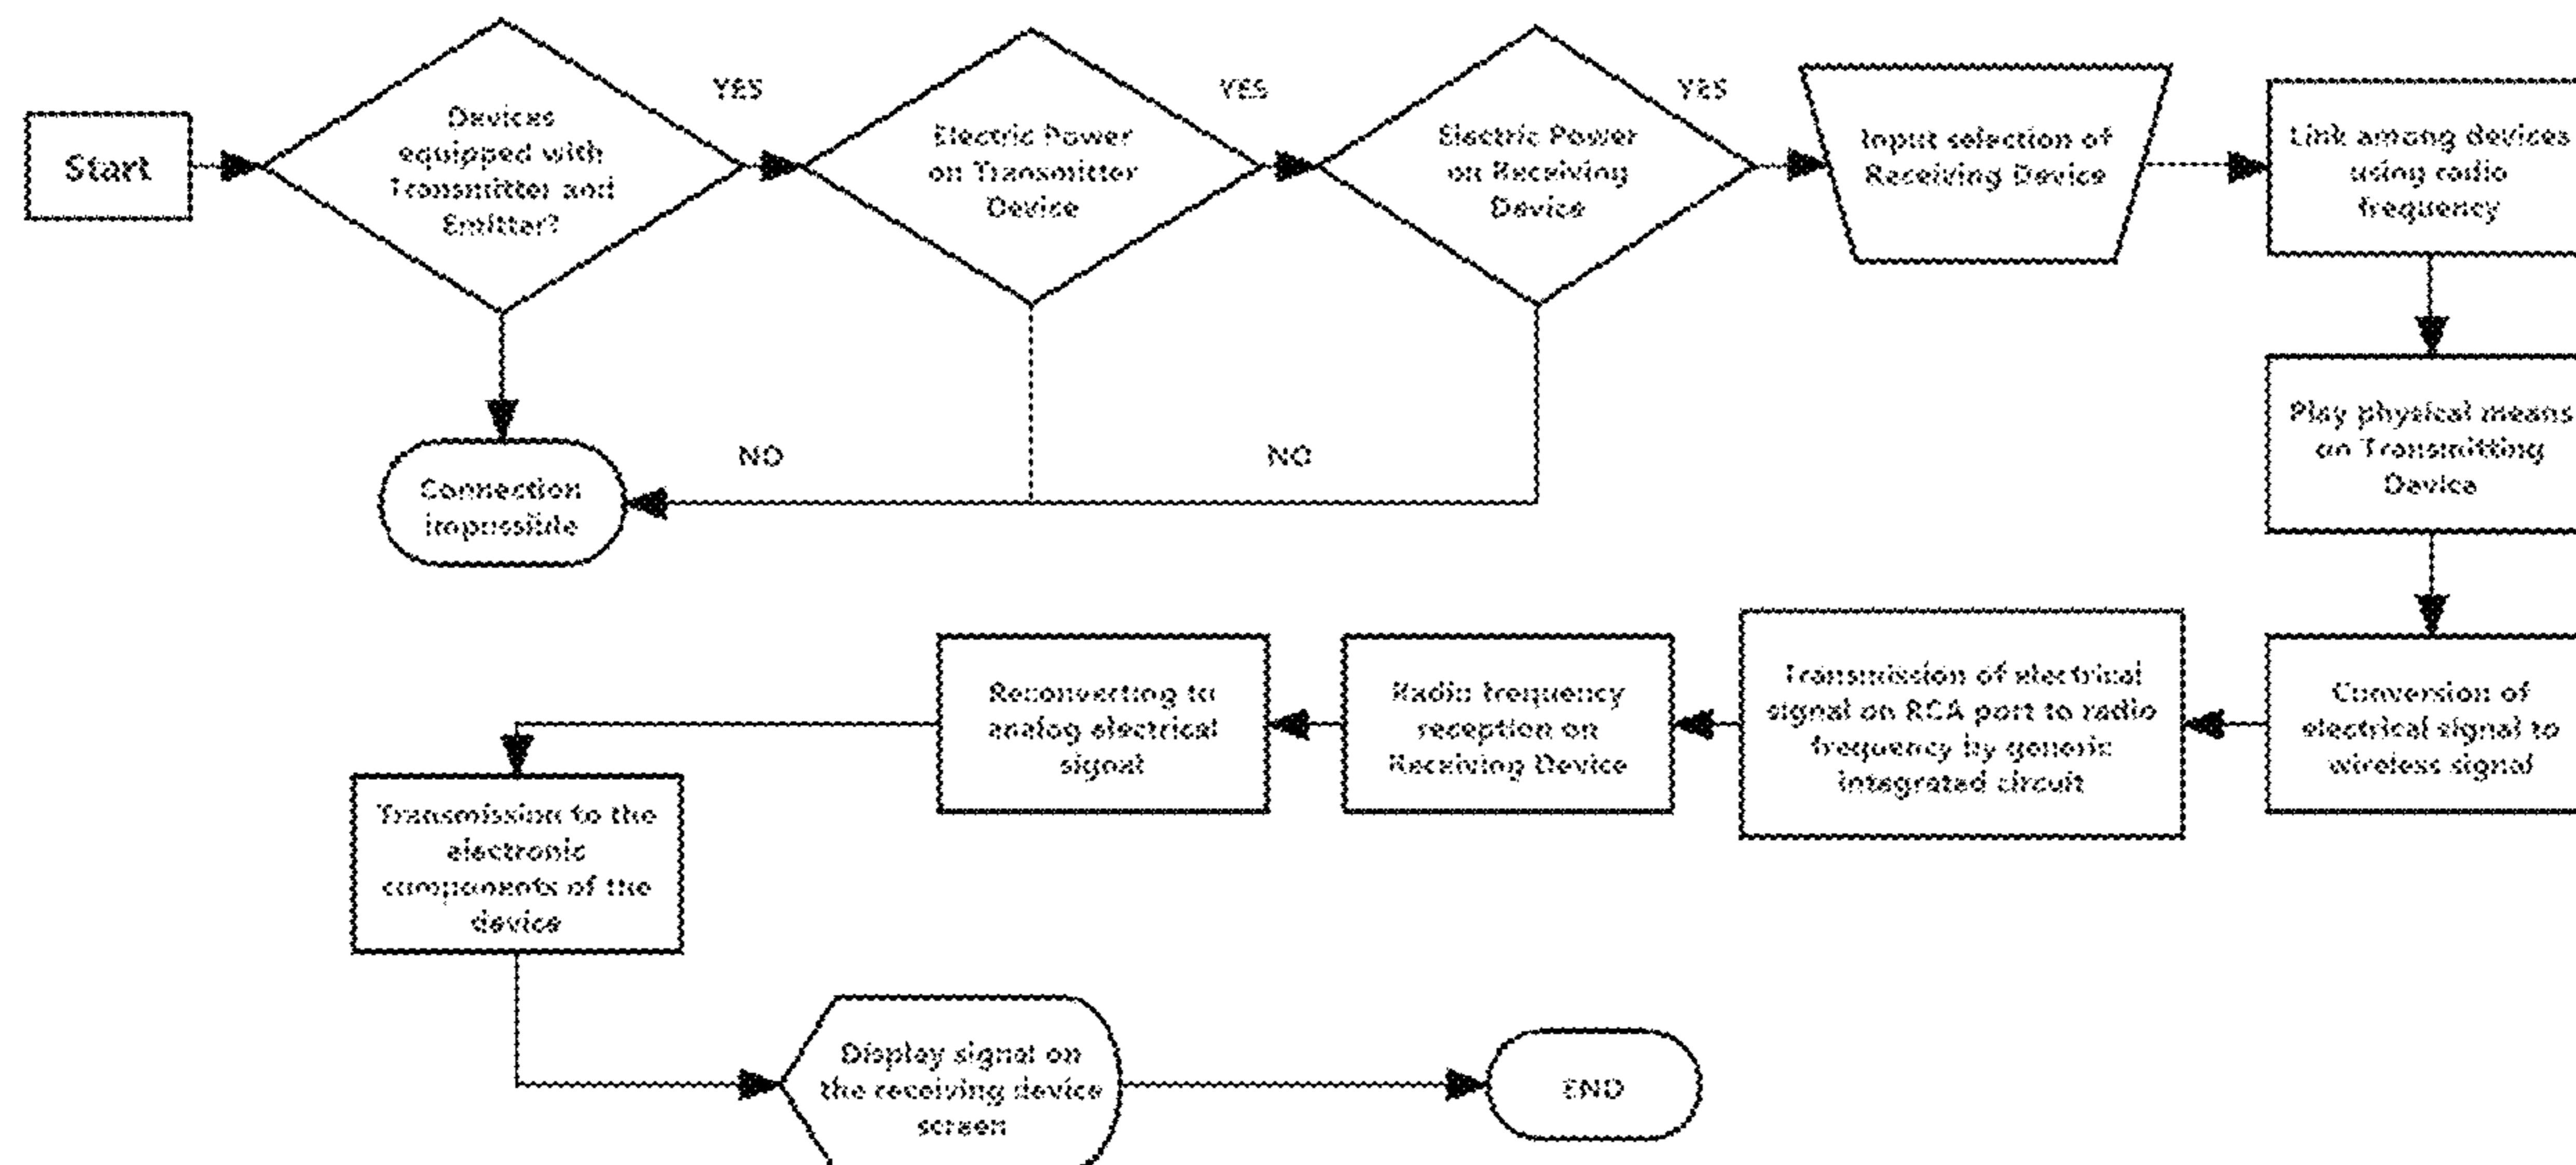 Start
Devices
equipped with
Transmitter and
Emitter?
YES
Electric Power
on Transmitter
Device
YES
Electric Power
on Receiving
Device
YES
Input selection of
Receiving Device
Link among devices
using radio
frequency
Connection
impossible
NO
NO
Play physical means
on Transmitting
Device
Conversion of
electrical signal to
wireless signal
Transmission of electrical
signal on RCA port to radio
frequency by generic
integrated circuit
Radio frequency
reception on
Receiving Device
Reconverting to
analog electrical
signal
Transmission to the
electronic
components of the
device
Display signal on
the receiving device
screen
END